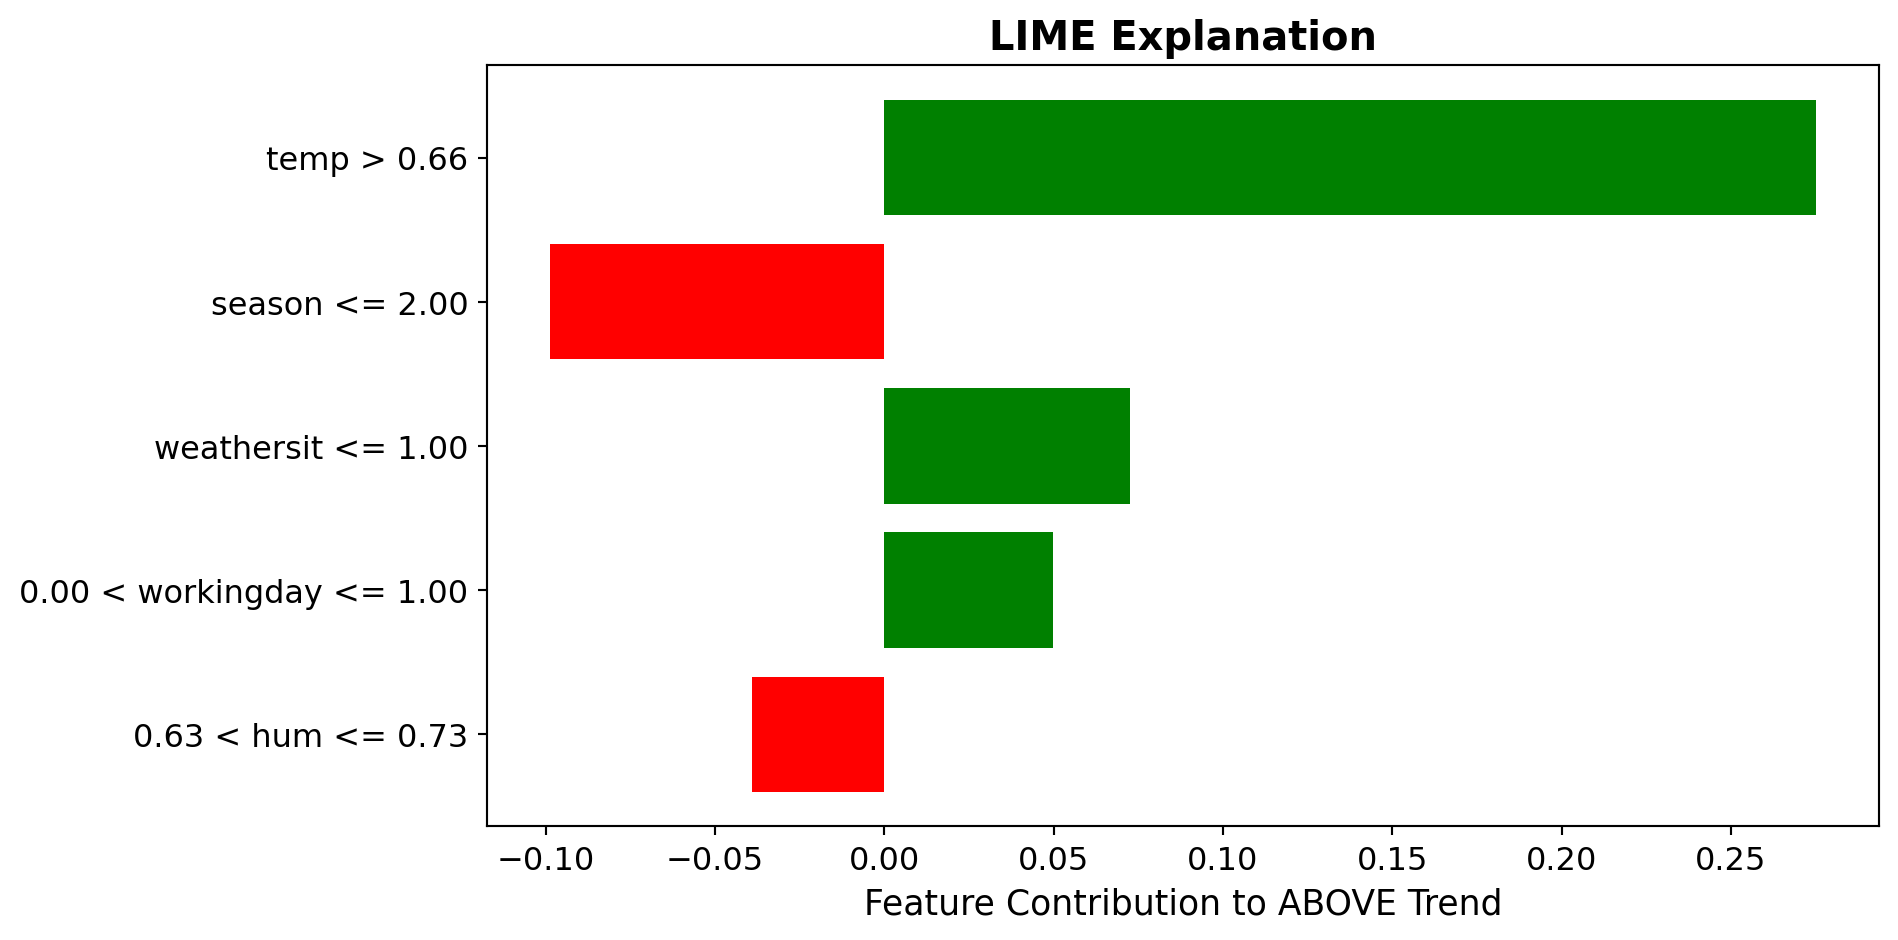 LIME Explanation
temp > 0.66
season <= 2.00
weathersit <= 1.00
0.00 < workingday <= 1.00
0.63 < hum <= 0.73
−0.10 −0.05 0.00 0.05 0.10 0.15 0.20 0.25
Feature Contribution to ABOVE Trend